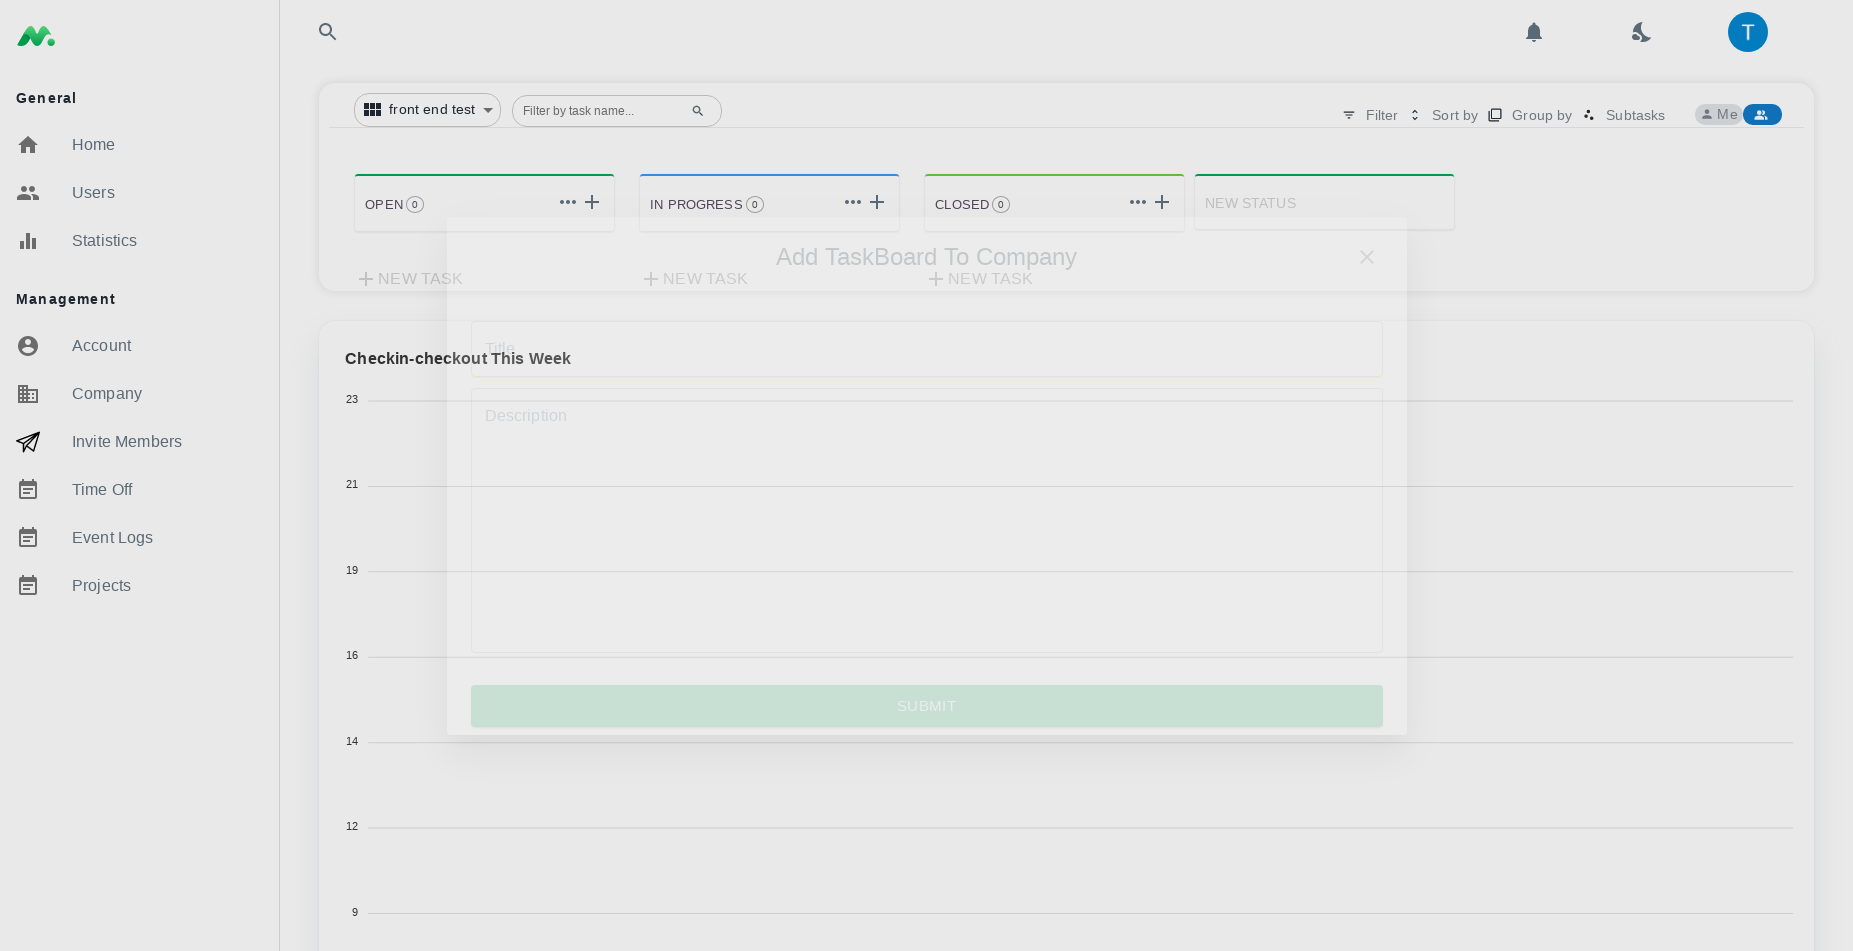 T
General
Home
Users
Statistics
Management
Account
Company
Invite Members
Time Off
Event Logs
Projects
front end test
Filter by task name...
Filter
Sort by
Group by
Subtasks
Me
OPEN 0
IN PROGRESS 0
CLOSED 0
NEW STATUS
Add TaskBoard To Company
NEW TASK
NEW TASK
NEW TASK
Title
Checkin-checkout This Week
Description
23
21
19
16
SUBMIT
14
12
9